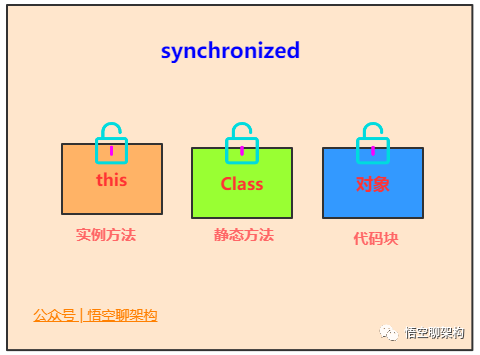 synchronized
this
Class
对象
实例方法
静态方法
代码块
公众号 | 悟空聊架构
悟空聊架构